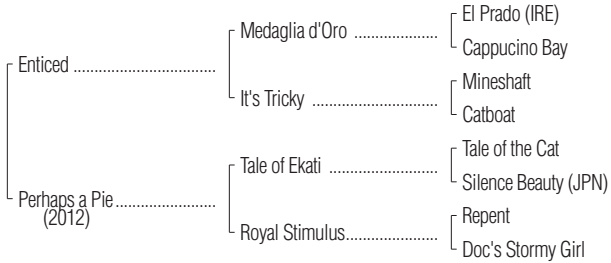 El Prado (IRE)
Medaglia d'Oro ....................
Cappucino Bay
Enticed ..................................
Mineshaft
It's Tricky ..............................
Catboat
Tale of the Cat
Tale of Ekati ..........................
Silence Beauty (JPN)
Perhaps a Pie........................
(2012)
Repent
Royal Stimulus......................
Doc's Stormy Girl